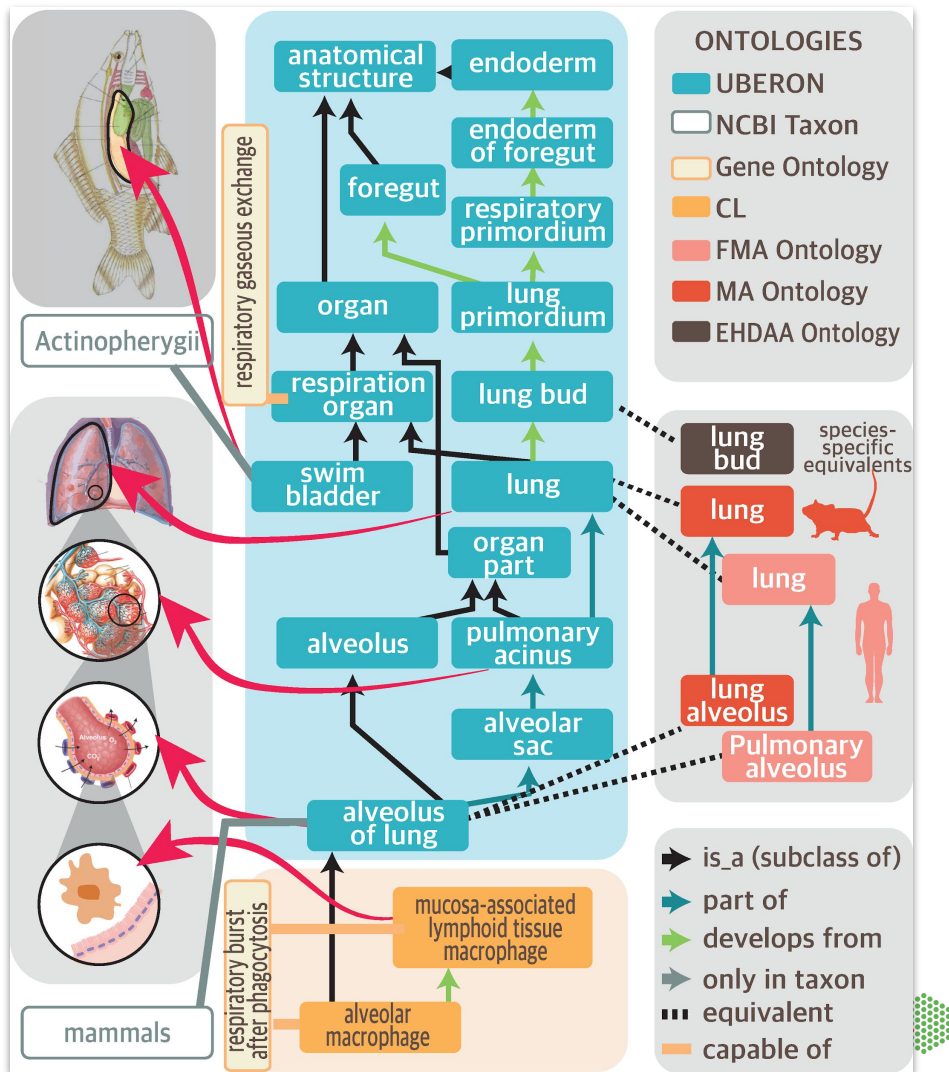 anatomical
structure
endoderm
endoderm
of foregut
foregut
respiratory
primordium
respiratory gaseous exchange
organ
lung
primordium
Actinopherygii
respiration
organ
lung bud
swim
bladder
lung
organ
part
alveolus
pulmonary
acinus
alveolar
sac
alveolus
of lung
Alveolus
O2
CO2
mucosa-associated
lymphoid tissue
macrophage
respiratory burst
after phagocytosis
alveolar
macrophage
mammals
ONTOLOGIES
UBERON
NCBI Taxon
Gene Ontology
CL
FMA Ontology
MA Ontology
EHDAA Ontology
lung
bud
species-
specific
equivalents
lung
lung
lung
alveolus
Pulmonary
alveolus
is_a (subclass of)
part of
develops from
only in taxon
equivalent
capable of